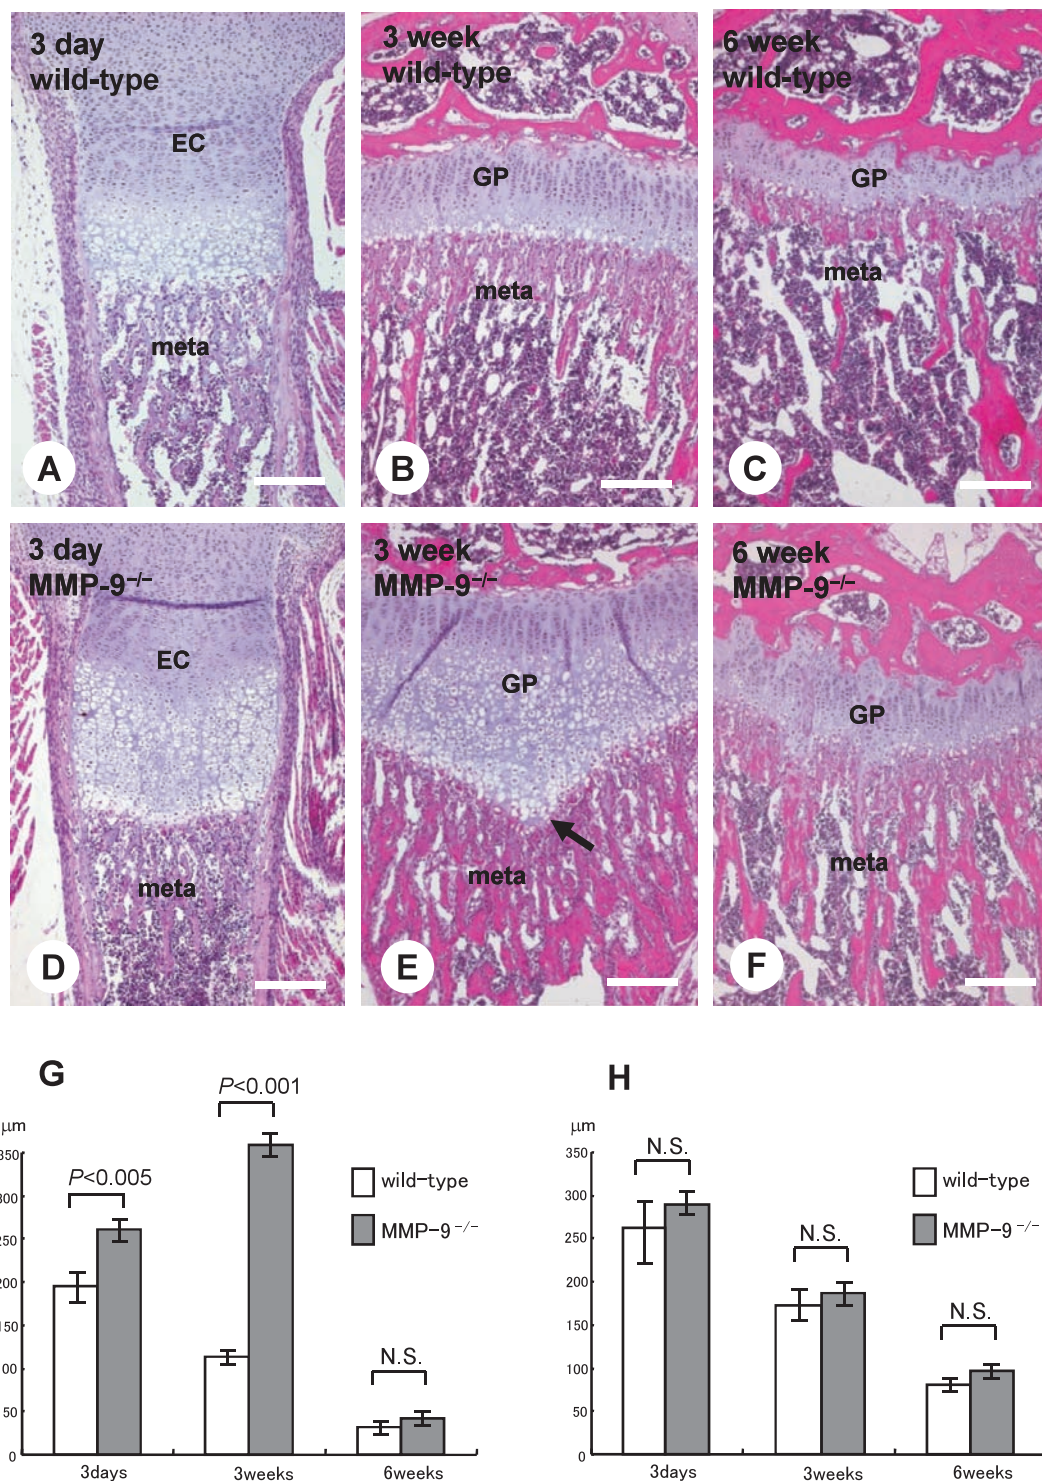 3 day
wild-type
EC
meta
A
3 week
wild-type
GP
meta
B
6 week
wild-type
GP
meta
C
3 day
MMP-9–/–
EC
meta
D
3 week
MMP-9–/–
GP
meta
E
6 week
MMP-9–/–
GP
meta
F
G
μm
350
300
250
200
150
100
50
0
P<0.005
P<0.001
N.S.
wild-type
MMP-9 –/–
3days
3weeks
6weeks
H
μm
350
300
250
200
150
100
50
0
N.S.
N.S.
N.S.
wild-type
MMP-9 –/–
3days
3weeks
6weeks